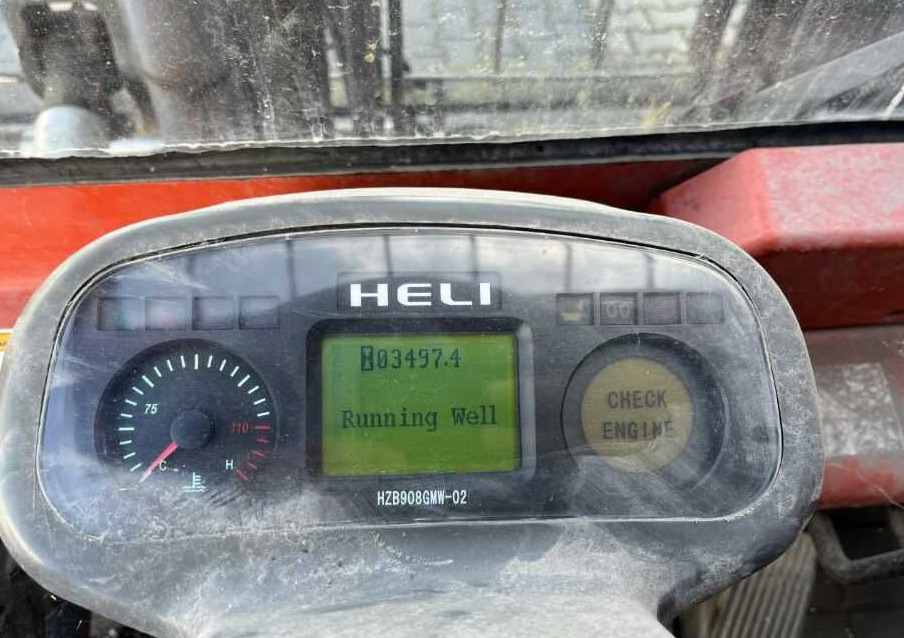 HELI
03497.4
Running Well
75
110
C
H
CHECK
ENGINE
HZB908GMW-02